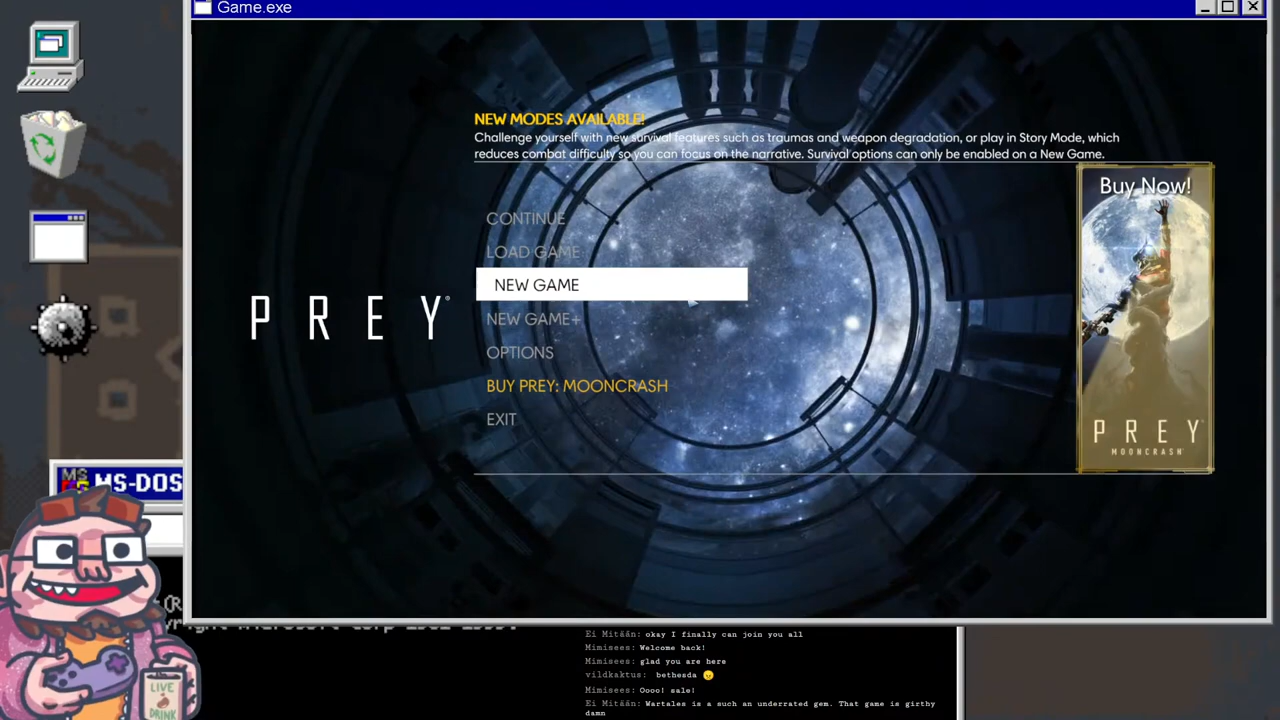 Game.exe
NEW MODES AVAILABLE!
Challenge yourself with new survival features such as traumas and weapon degradation, or play in Story Mode, which
reduces combat difficulty so you can focus on the narrative. Survival options can only be enabled on a New Game.
Buy Now!
CONTINUE
LOAD GAME
NEW GAME
NEW GAME+
OPTIONS
BUY PREY: MOONCRASH
EXIT
PREY
PREY
MOONCRASH
MS-DOS
LIVE
DRINK
Ei Mitään: okay I finally can join you all
Mimisees: Welcome back!
Mimisees: glad you are here
vildkaktus: bethesda
Mimisees: Oooo! sale!
Ei Mitään: Wartales is a such an underrated gem. That game is girthy
damn